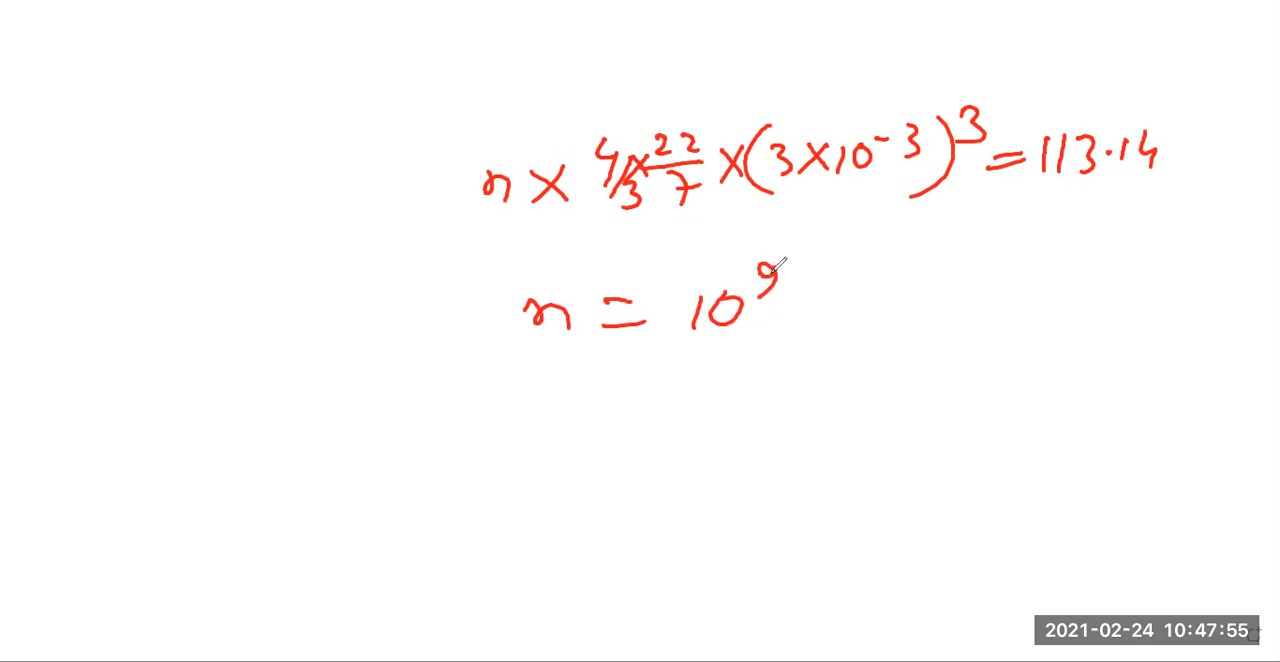 n × 4/3 × 22/7 × (3×10⁻³)³ = 113.14
n = 10⁹
2021-02-24 10:47:55